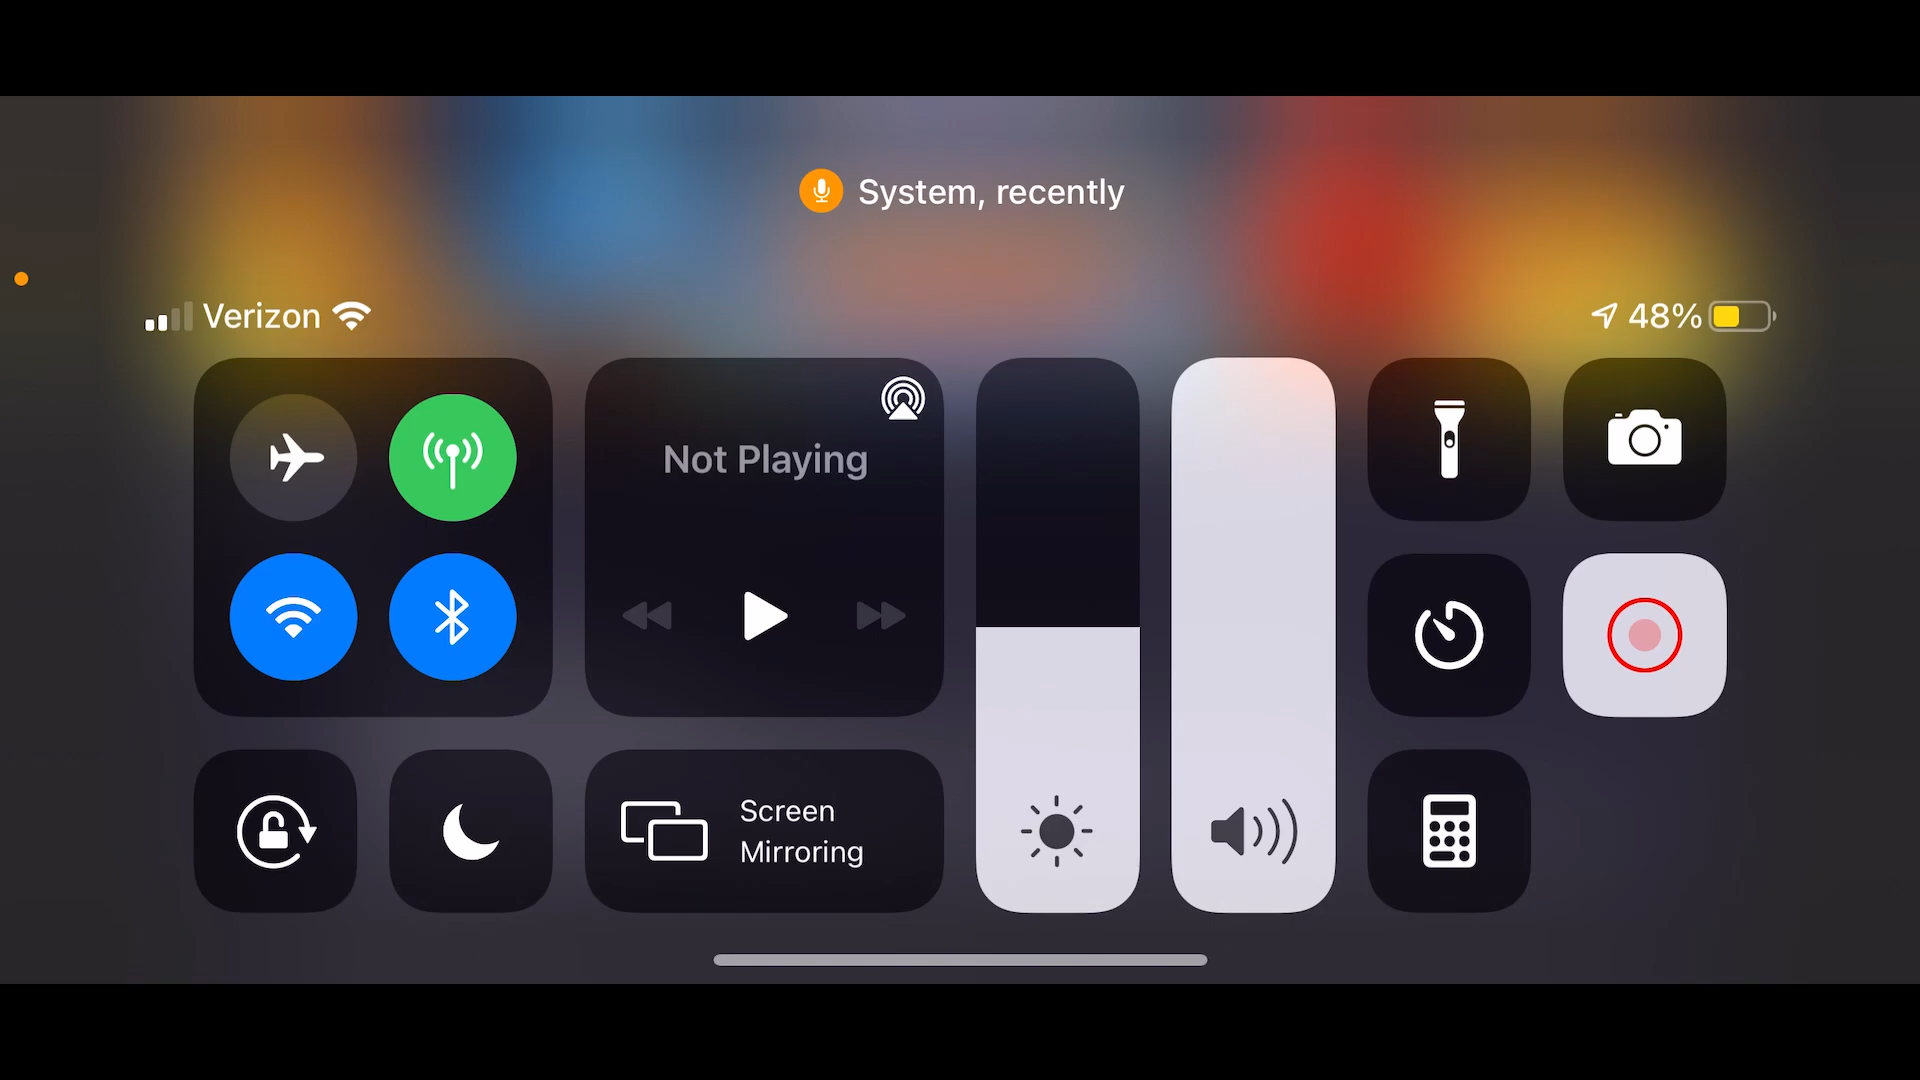 System, recently
Verizon
48%
Not Playing
Screen
Mirroring